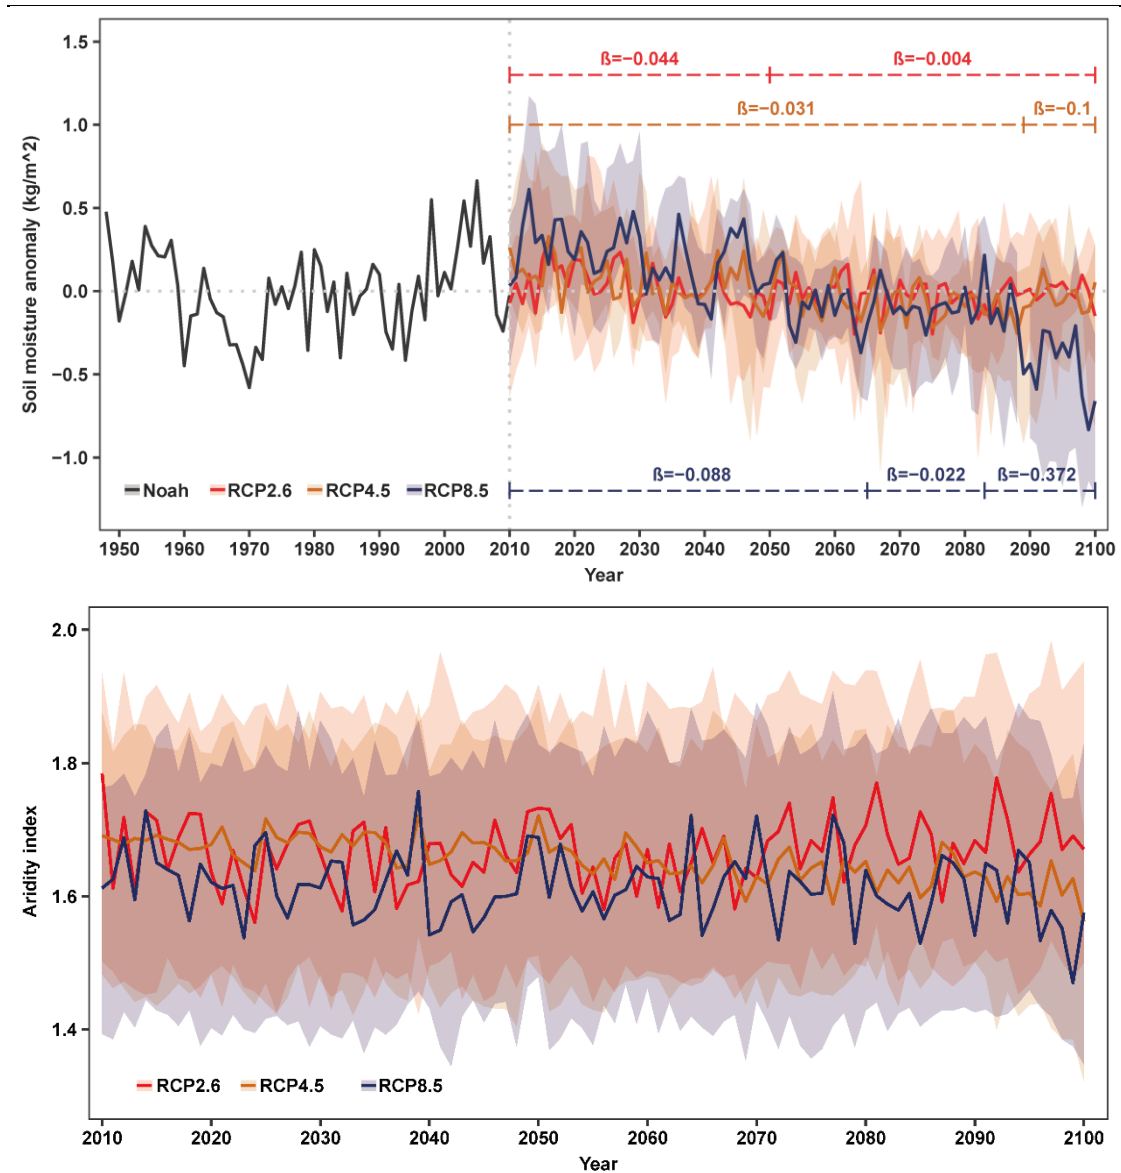 1.5
1.0
0.5
0.0
−0.5
−1.0
Soil moisture anomaly (kg/m^2)
ß=−0.044
ß=−0.004
ß=−0.031
ß=−0.1
ß=−0.088
ß=−0.022
ß=−0.372
Noah RCP2.6 RCP4.5 RCP8.5
1950 1960 1970 1980 1990 2000 2010 2020 2030 2040 2050 2060 2070 2080 2090 2100
Year
2.0
1.8
1.6
1.4
Aridity index
RCP2.6 RCP4.5 RCP8.5
2010 2020 2030 2040 2050 2060 2070 2080 2090 2100
Year